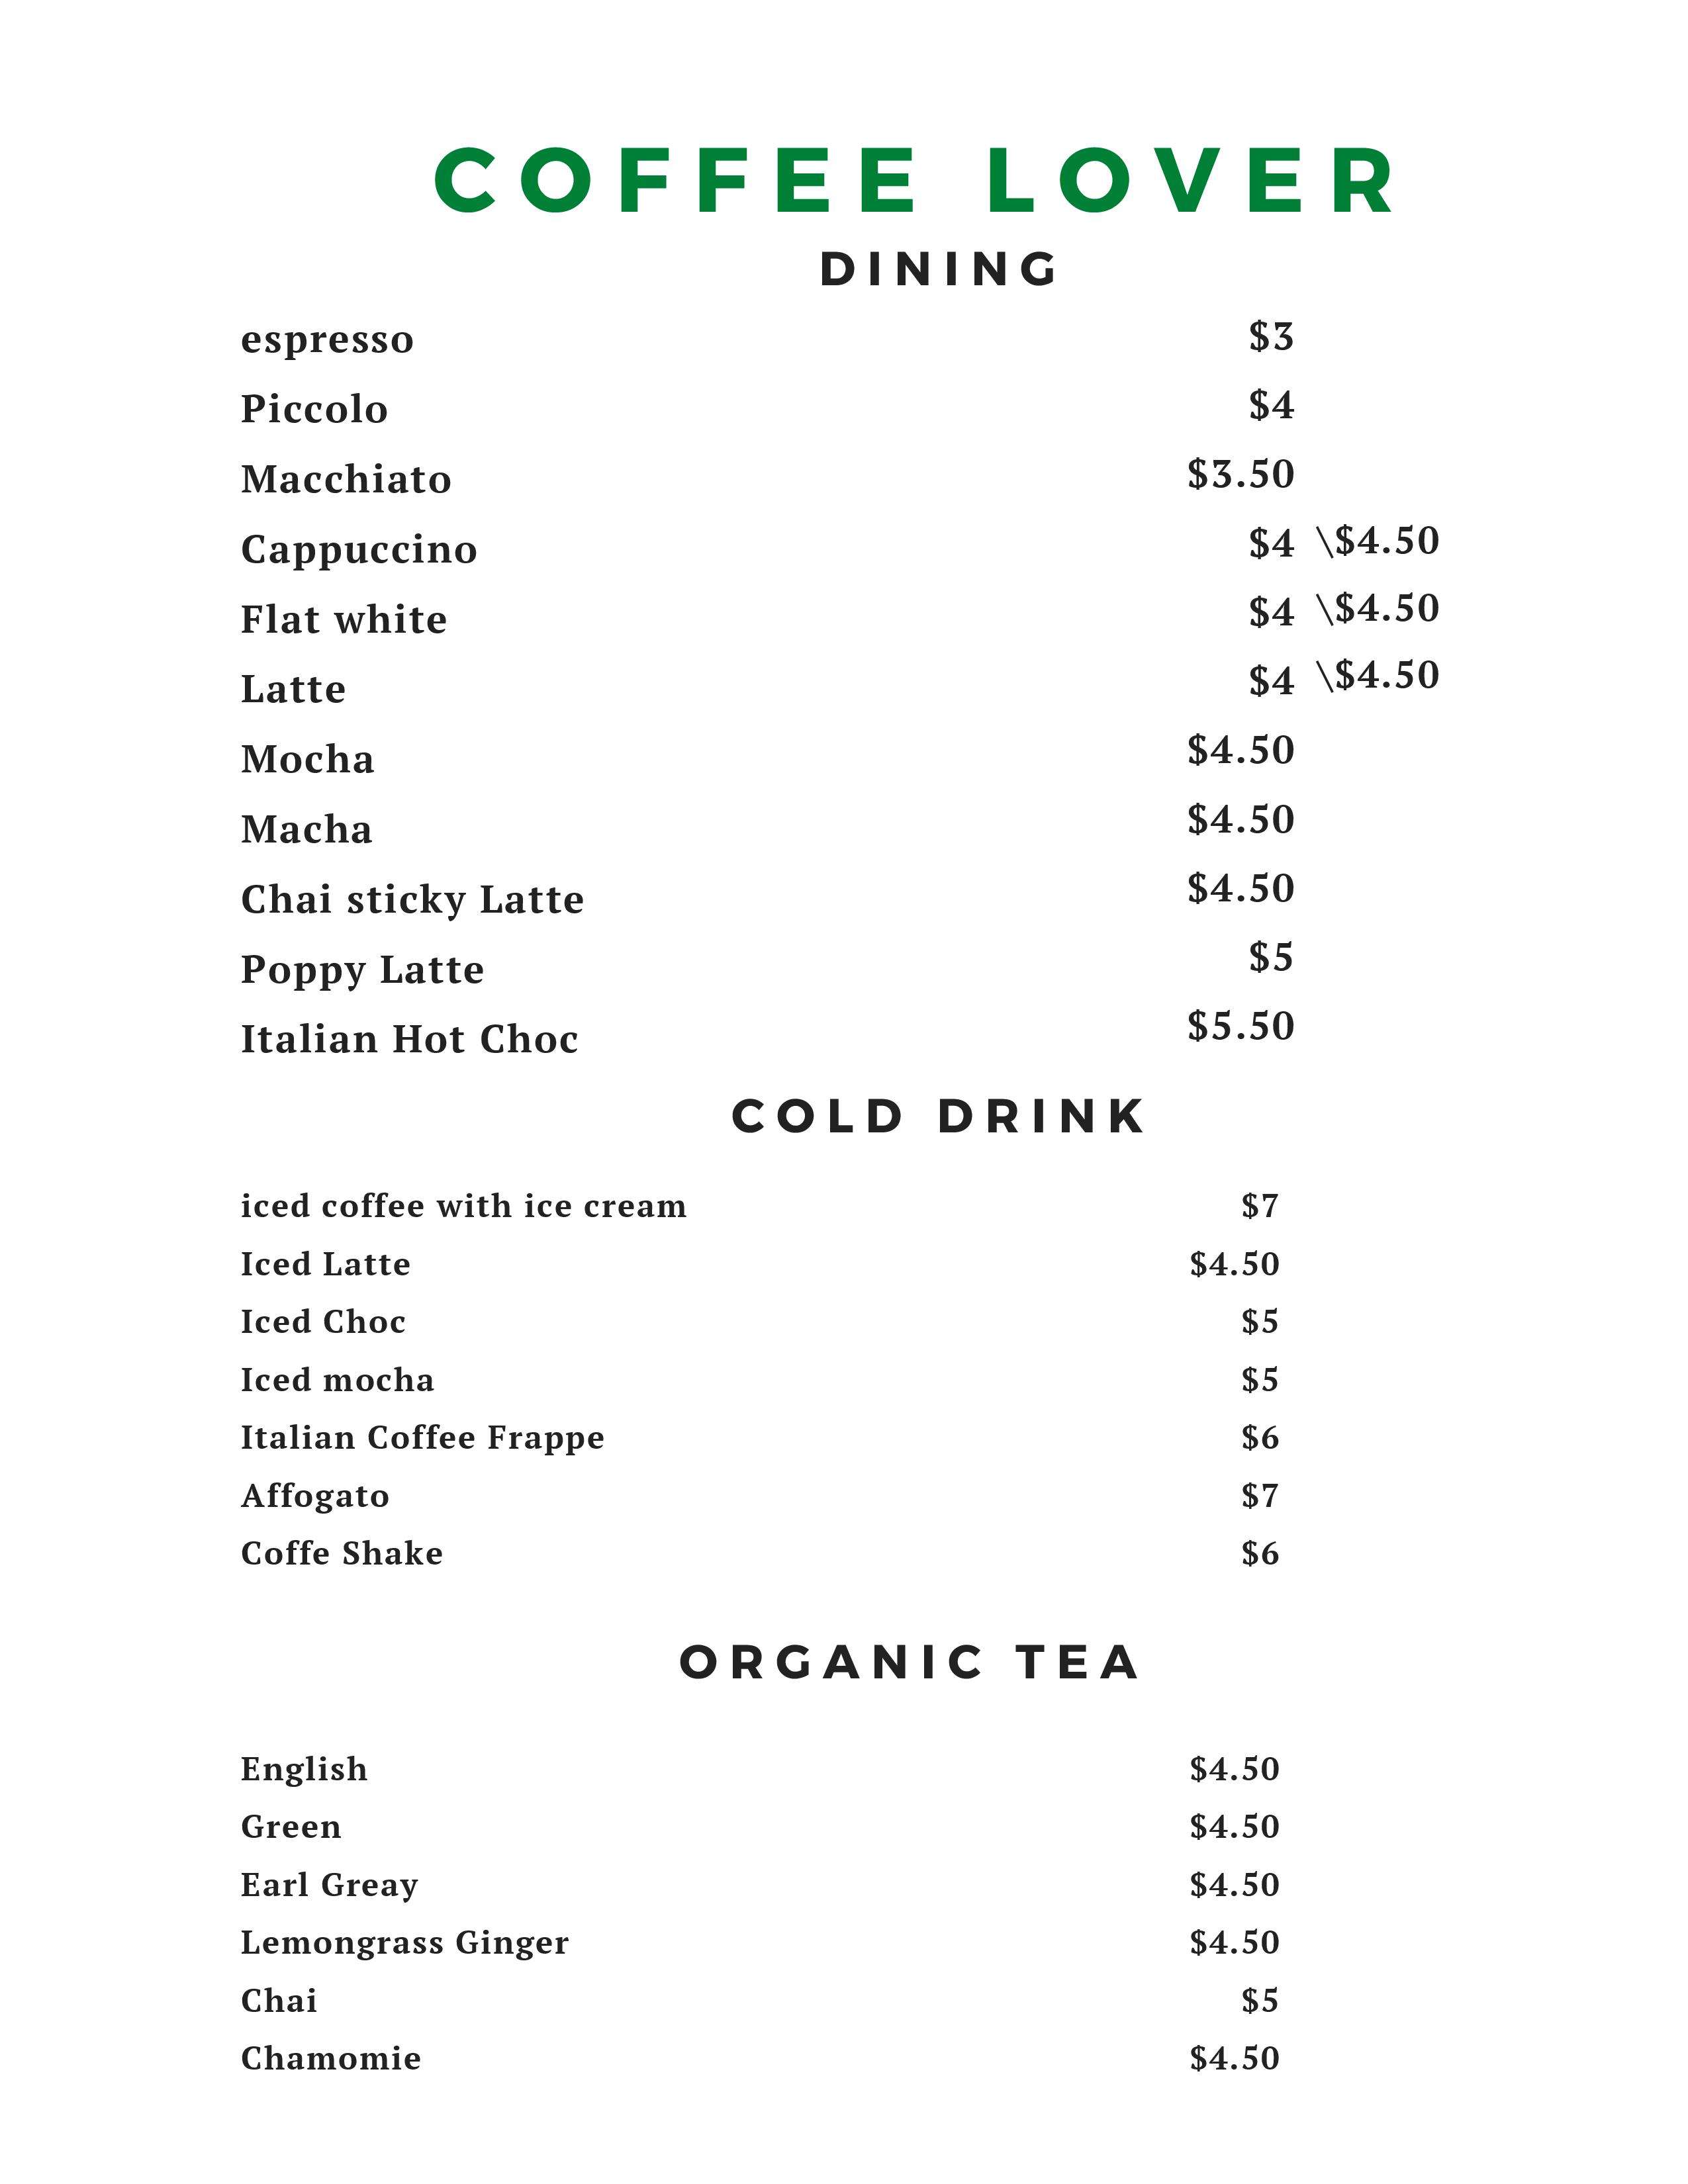 COFFEE LOVER
DINING
espresso $3
Piccolo $4
Macchiato $3.50
Cappuccino $4 \$4.50
Flat white $4 \$4.50
Latte $4 \$4.50
Mocha $4.50
Macha $4.50
Chai sticky Latte $4.50
Poppy Latte $5
Italian Hot Choc $5.50
COLD DRINK
iced coffee with ice cream $7
Iced Latte $4.50
Iced Choc $5
Iced mocha $5
Italian Coffee Frappe $6
Affogato $7
Coffe Shake $6
ORGANIC TEA
English $4.50
Green $4.50
Earl Greay $4.50
Lemongrass Ginger $4.50
Chai $5
Chamomie $4.50